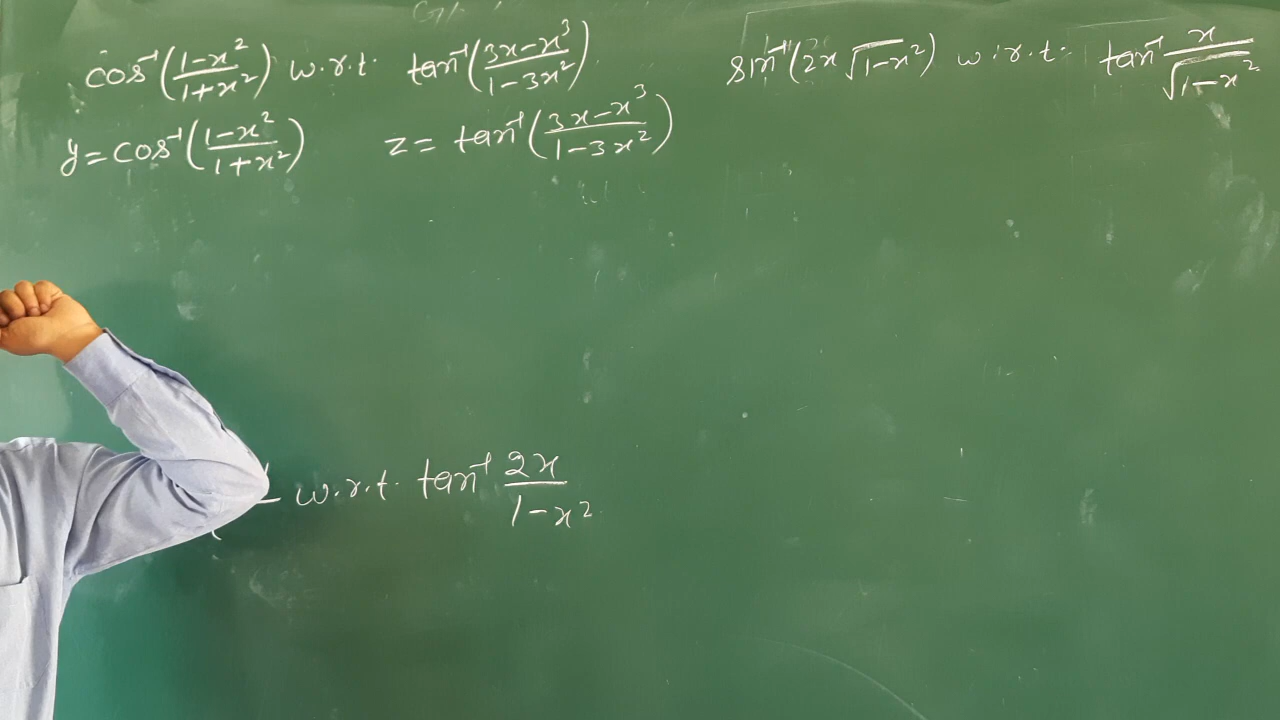 cos⁻¹((1-x²)/(1+x²)) w.r.t. tan⁻¹((3x-x³)/(1-3x²))
y = cos⁻¹((1-x²)/(1+x²)) z = tan⁻¹((3x-x³)/(1-3x²))
w.r.t. tan⁻¹ 2x/(1-x²)
sin⁻¹(2x√(1-x²)) w.r.t. tan⁻¹ x/√(1-x²)